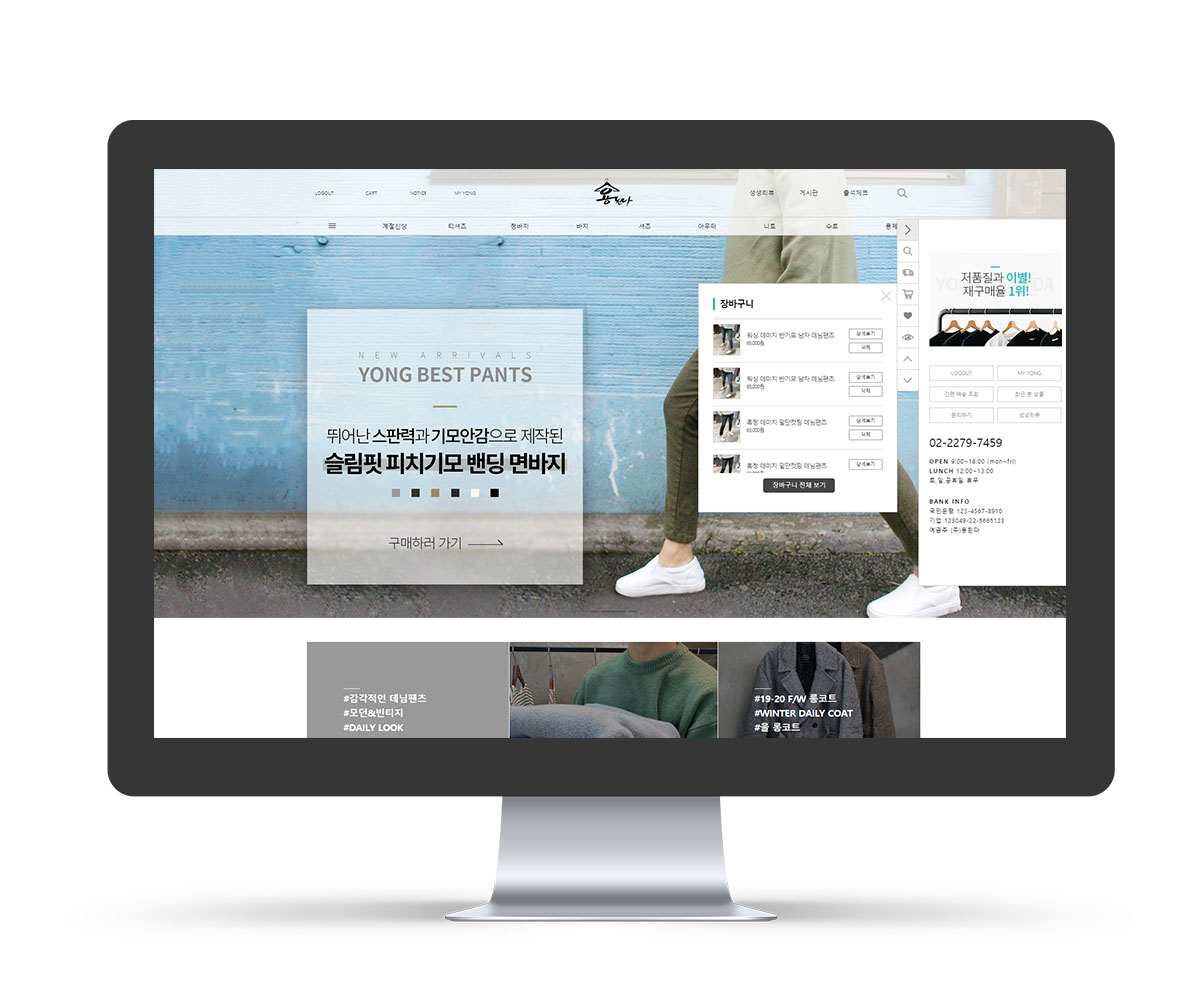 LOGOUT
CART
NOTICE
MY YONG
용된다
생생리뷰
게시판
출석체크
계절신상
티셔츠
청바지
바지
셔츠
아우터
니트
수트
용제
NEW ARRIVALS
YONG BEST PANTS
뛰어난 스판력과 기모안감으로 제작된
슬림핏 피치기모 밴딩 면바지
구매하러 가기
장바구니
워싱 데미지 반기모 남자 데님팬츠
65,000원
상세보기
삭제
워싱 데미지 반기모 남자 데님팬츠
65,000원
상세보기
삭제
흑청 데미지 밑단컷팅 데님팬츠
63,000원
상세보기
삭제
흑청 데미지 밑단컷팅 데님팬츠
상세보기
장바구니 전체 보기
저품질과 이별!
재구매율 1위!
LOGOUT
MY YONG
간편 배송 조회
최근 본 상품
문의하기
생생리뷰
02-2279-7459
OPEN 9:00~18:00 (mon~fri)
LUNCH 12:00~13:00
토,일,공휴일 휴무
BANK INFO
국민은행 123-4567-8910
기업 123049-22-5665123
예금주 (주)용된다
#감각적인 데님팬츠
#모던&빈티지
#DAILY LOOK
#19-20 F/W 롱코트
#WINTER DAILY COAT
#울 롱코트